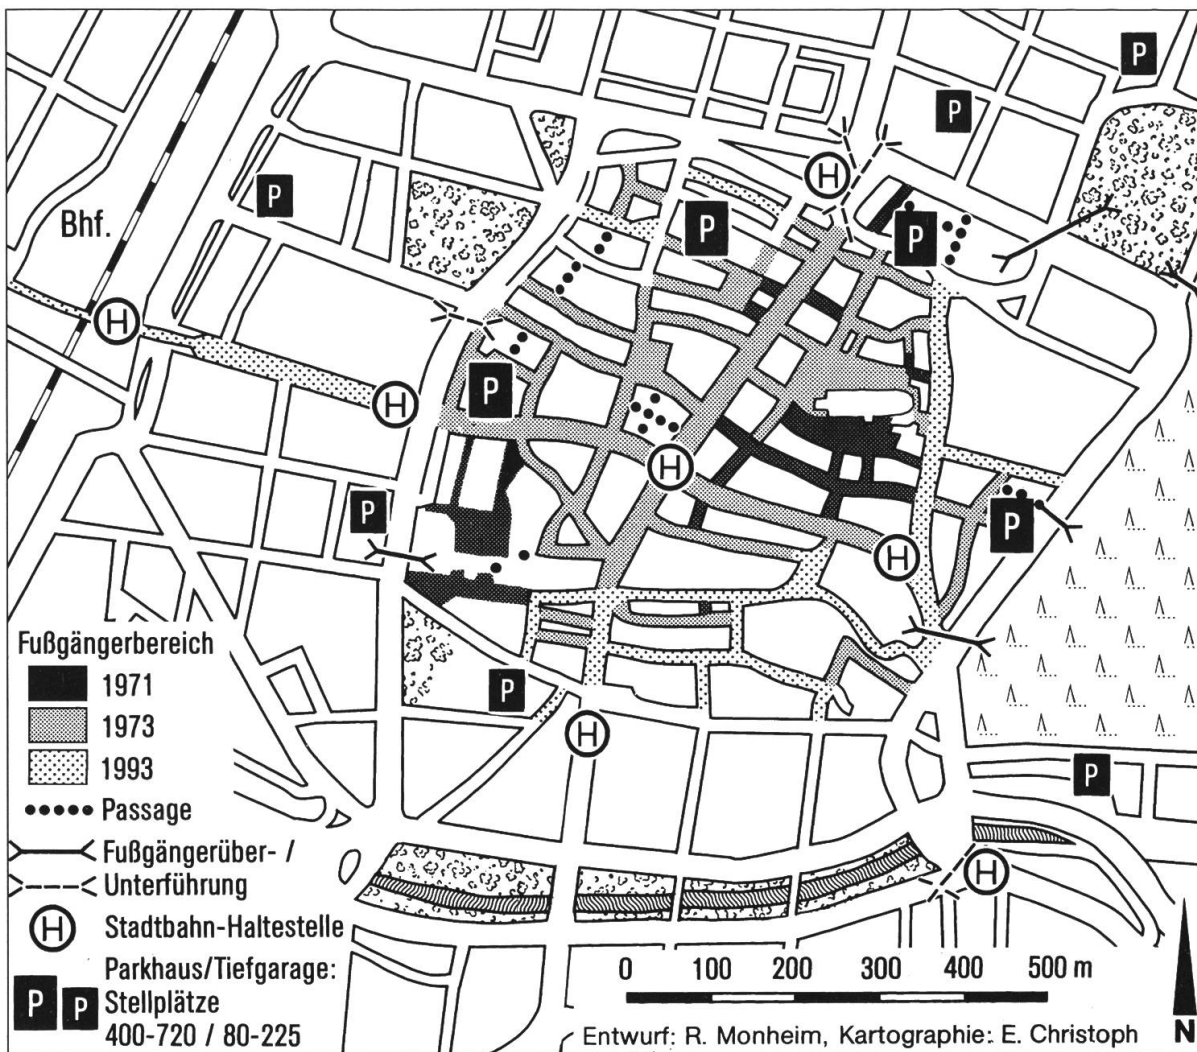 P
P
P
Bhf.
H
P
P
H
H
P
H
P
P
H
H
P
P
H
P
H
Fußgängerbereich
1971
1973
1993
Passage
Fußgängerüber- /
Unterführung
H Stadtbahn-Haltestelle
Parkhaus/Tiefgarage:
P P Stellplätze
400-720 / 80-225
0 100 200 300 400 500 m
N
Entwurf: R. Monheim, Kartographie: E. Christoph